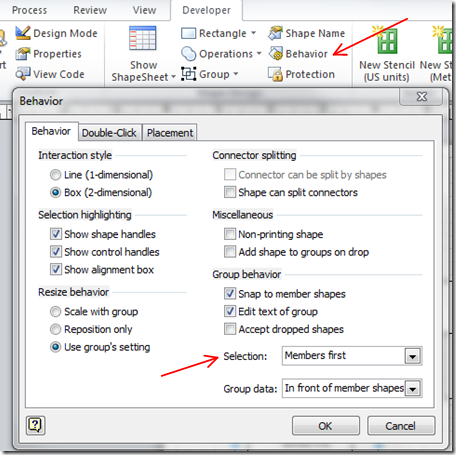 Process Review View Developer
Design Mode Rectangle Shape Name
Properties Show Operations Behavior New Stencil New Ste
View Code ShapeSheet Group Protection (US units) (Met
Behavior
Behavior Double-Click Placement
Interaction style Connector splitting
Line (1-dimensional) Connector can be split by shapes
Box (2-dimensional) Shape can split connectors
Selection highlighting Miscellaneous
Show shape handles Non-printing shape
Show control handles Add shape to groups on drop
Show alignment box Group behavior
Resize behavior Snap to member shapes
Scale with group Edit text of group
Reposition only Accept dropped shapes
Use group's setting Selection: Members first
Group data: In front of member shapes
OK Cancel